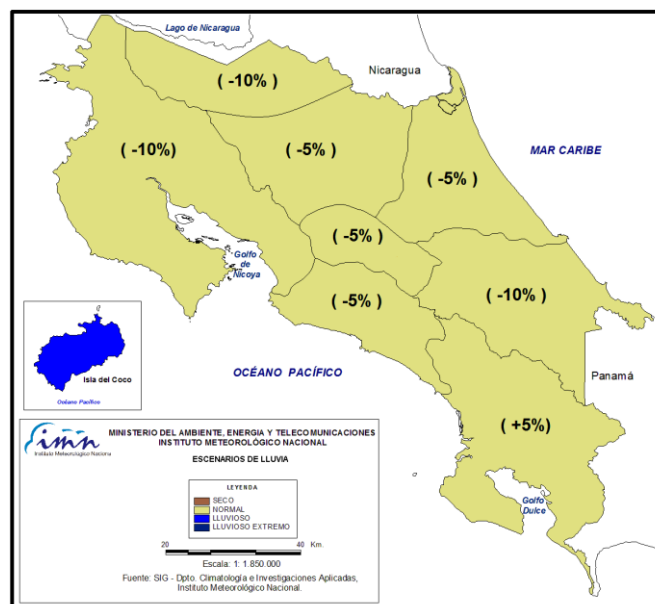 Lago de Nicaragua
( -10% )
Nicaragua
( -10%)
( -5% )
MAR CARIBE
( -5% )
( -5% )
Golfo
de
Nicoya
( -5% )
( -10% )
Isla del Coco
Océano Pacífico
OCÉANO PACÍFICO
Panamá
( +5%)
Golfo
Dulce
imn
Instituto Meteorológico Nacional
MINISTERIO DEL AMBIENTE, ENERGIA Y TELECOMUNICACIONES
INSTITUTO METEOROLÓGICO NACIONAL
ESCENARIOS DE LLUVIA
LEYENDA
SECO
NORMAL
LLUVIOSO
LLUVIOSO EXTREMO
20 0 40 Km.
Escala: 1: 1.850.000
Fuente: SIG - Dpto. Climatología e Investigaciones Aplicadas,
Instituto Meteorológico Nacional.